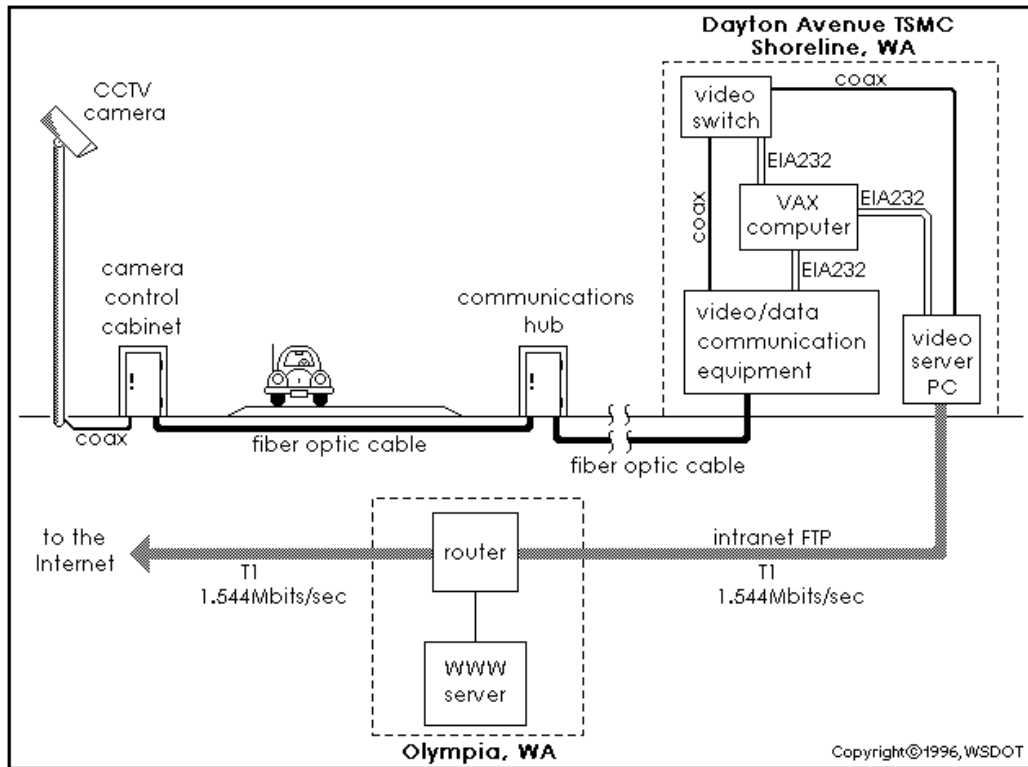 Dayton Avenue TSMC
Shoreline, WA
CCTV
camera
coax
video
switch
EIA232
coax
VAX
computer
EIA232
EIA232
camera
control
cabinet
communications
hub
video/data
communication
equipment
video
server
PC
coax
fiber optic cable
fiber optic cable
to the
Internet
router
intranet FTP
T1
1.544Mbits/sec
T1
1.544Mbits/sec
WWW
server
Olympia, WA
Copyright©1996, WSDOT